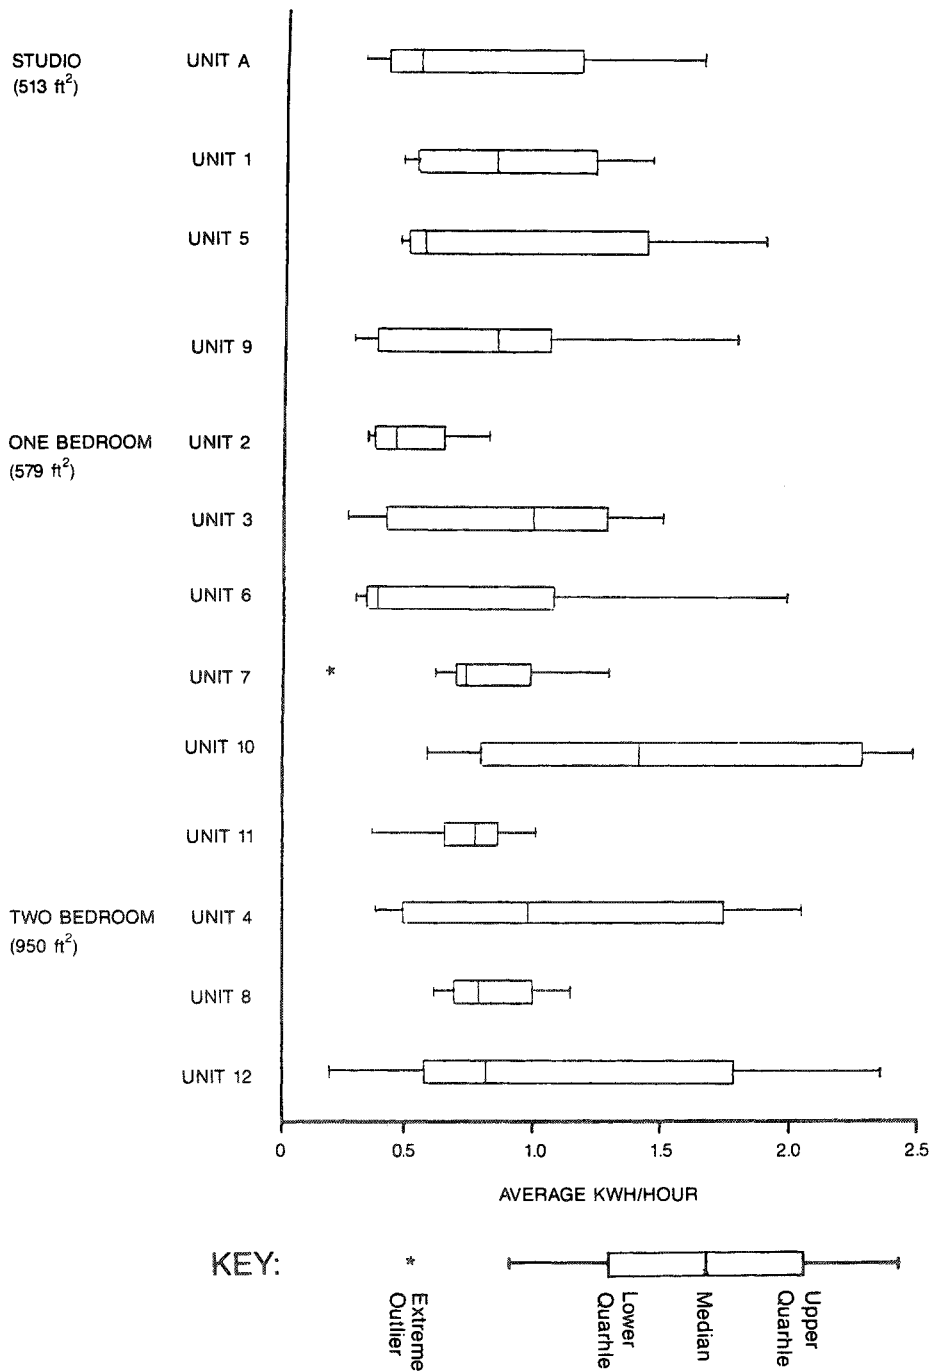 STUDIO
(513 ft²)
UNIT A
UNIT 1
UNIT 5
UNIT 9
ONE BEDROOM
(579 ft²)
UNIT 2
UNIT 3
UNIT 6
UNIT 7
*
UNIT 10
UNIT 11
TWO BEDROOM
(950 ft²)
UNIT 4
UNIT 8
UNIT 12
0 0.5 1.0 1.5 2.0 2.5
AVERAGE KWH/HOUR
KEY:
*
Extreme
Outlier
Lower
Quarhle
Median
Upper
Quarhle